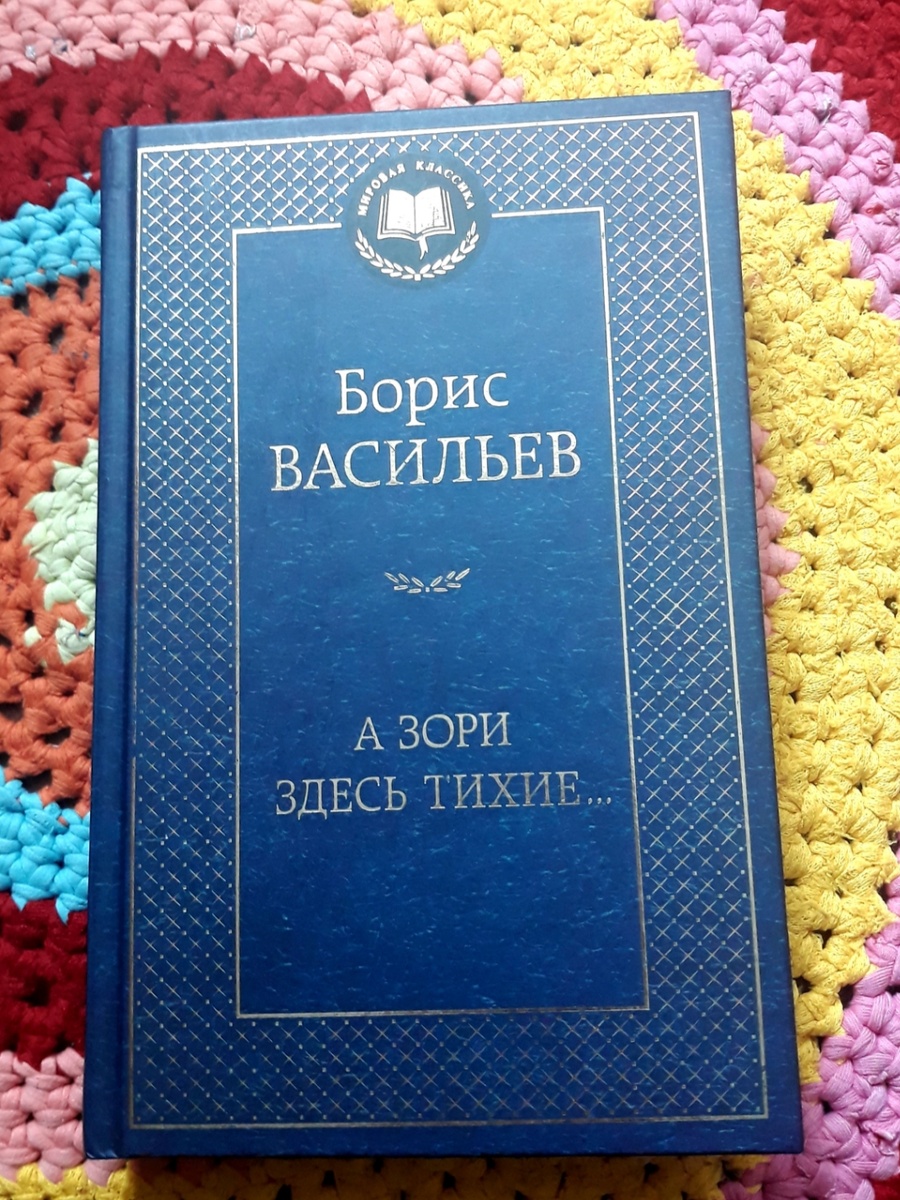 МИРОВАЯ КЛАССИКА
Борис
ВАСИЛЬЕВ
А ЗОРИ
ЗДЕСЬ ТИХИЕ...